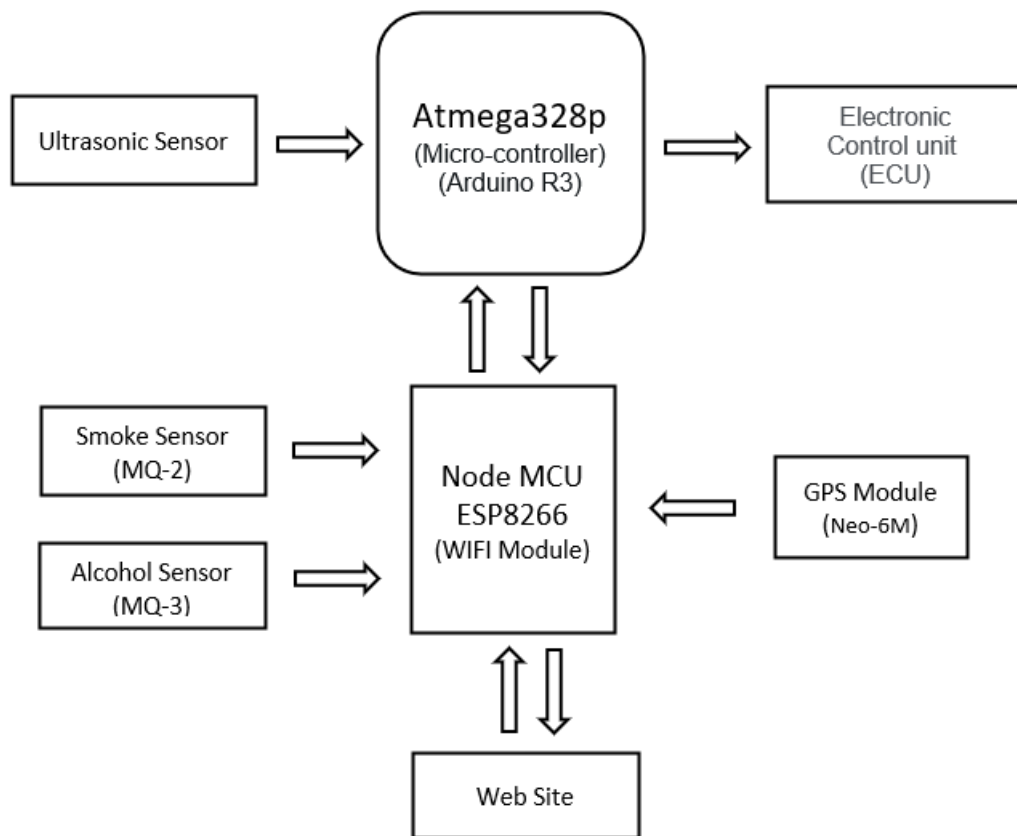 Ultrasonic Sensor
Atmega328p
(Micro-controller)
(Arduino R3)
Electronic
Control unit
(ECU)
Smoke Sensor
(MQ-2)
Alcohol Sensor
(MQ-3)
Node MCU
ESP8266
(WIFI Module)
GPS Module
(Neo-6M)
Web Site